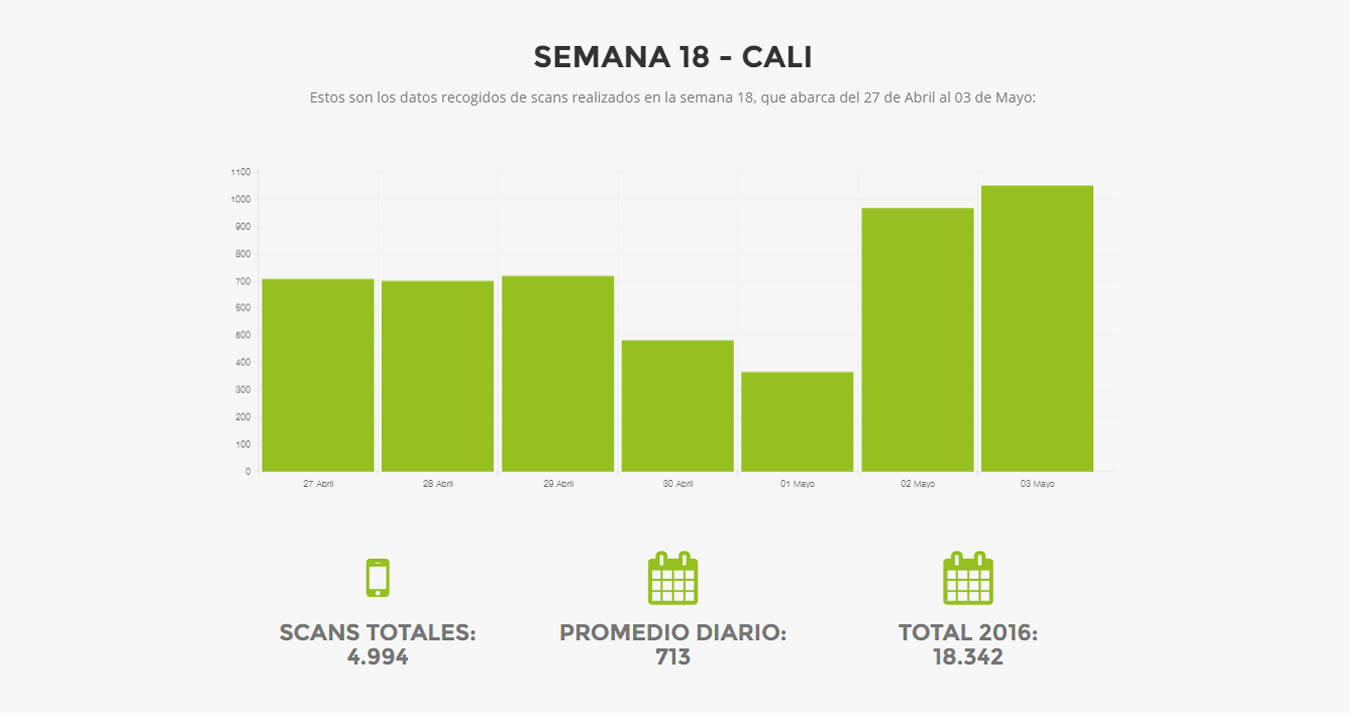 SEMANA 18 - CALI
Estos son los datos recogidos de scans realizados en la semana 18, que abarca del 27 de Abril al 03 de Mayo:
1100
1000
900
800
700
600
600
400
300
200
100
0
27 Abril
28 Abril
29 Abril
30 Abril
01 Mayo
02 Mayo
03 Mayo
SCANS TOTALES:
4.994
PROMEDIO DIARIO:
713
TOTAL 2016:
18.342